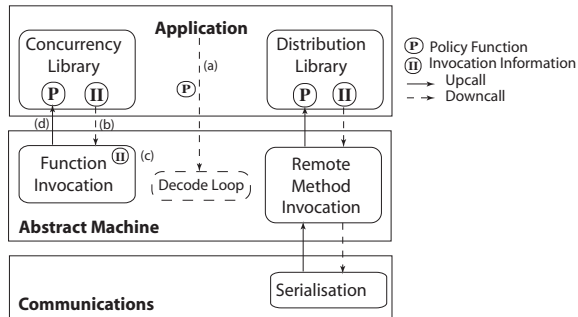 Application
Concurrency
Library
Distribution
Library
(a)
P
P
II
P
II
(d)
(b)
P Policy Function
II Invocation Information
Upcall
Downcall
Function
Invocation
II
(c)
Decode Loop
Remote
Method
Invocation
Abstract Machine
Serialisation
Communications